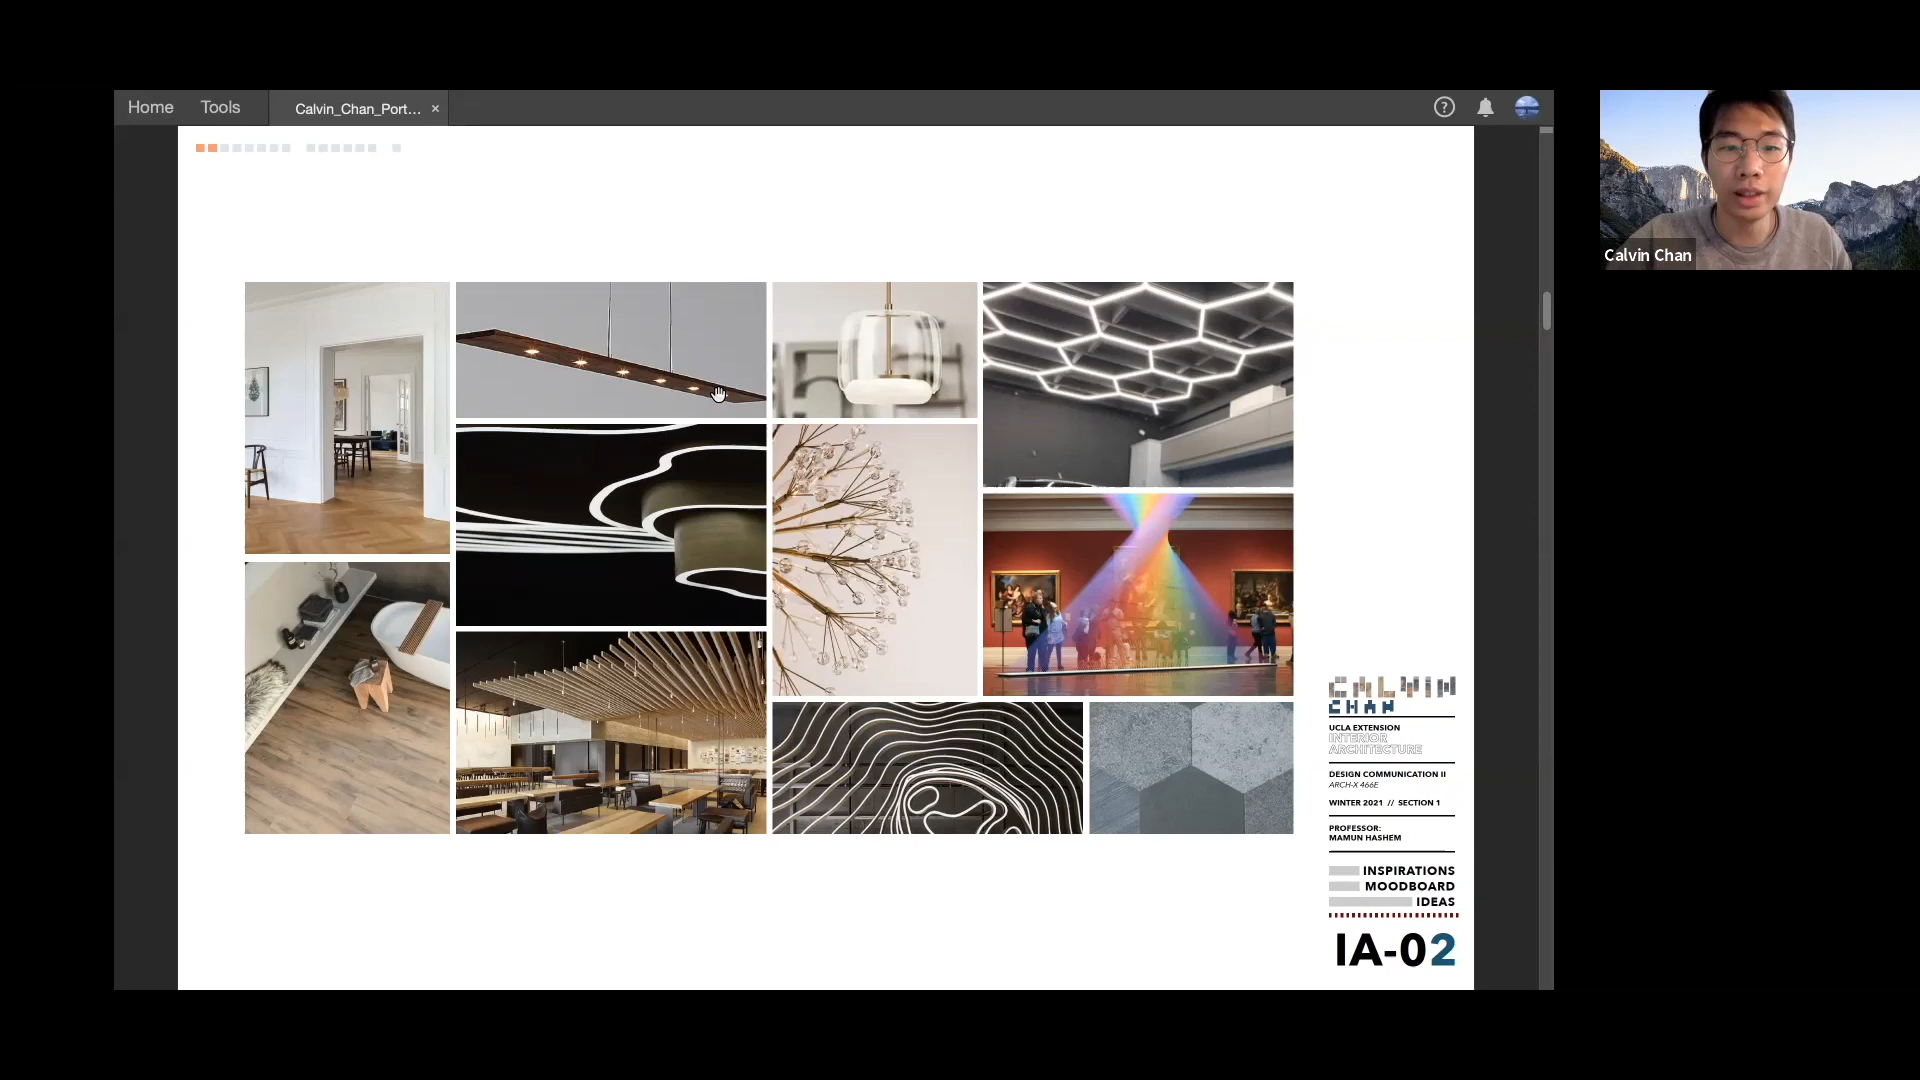 Home
Tools
Calvin_Chan_Port... ×
?
Calvin Chan
CALVIN
CHAN
UCLA EXTENSION
INTERIOR
ARCHITECTURE
DESIGN COMMUNICATION II
ARCH-X 466E
WINTER 2021 // SECTION 1
PROFESSOR:
MAMUN HASHEM
INSPIRATIONS
MOODBOARD
IDEAS
IA-02